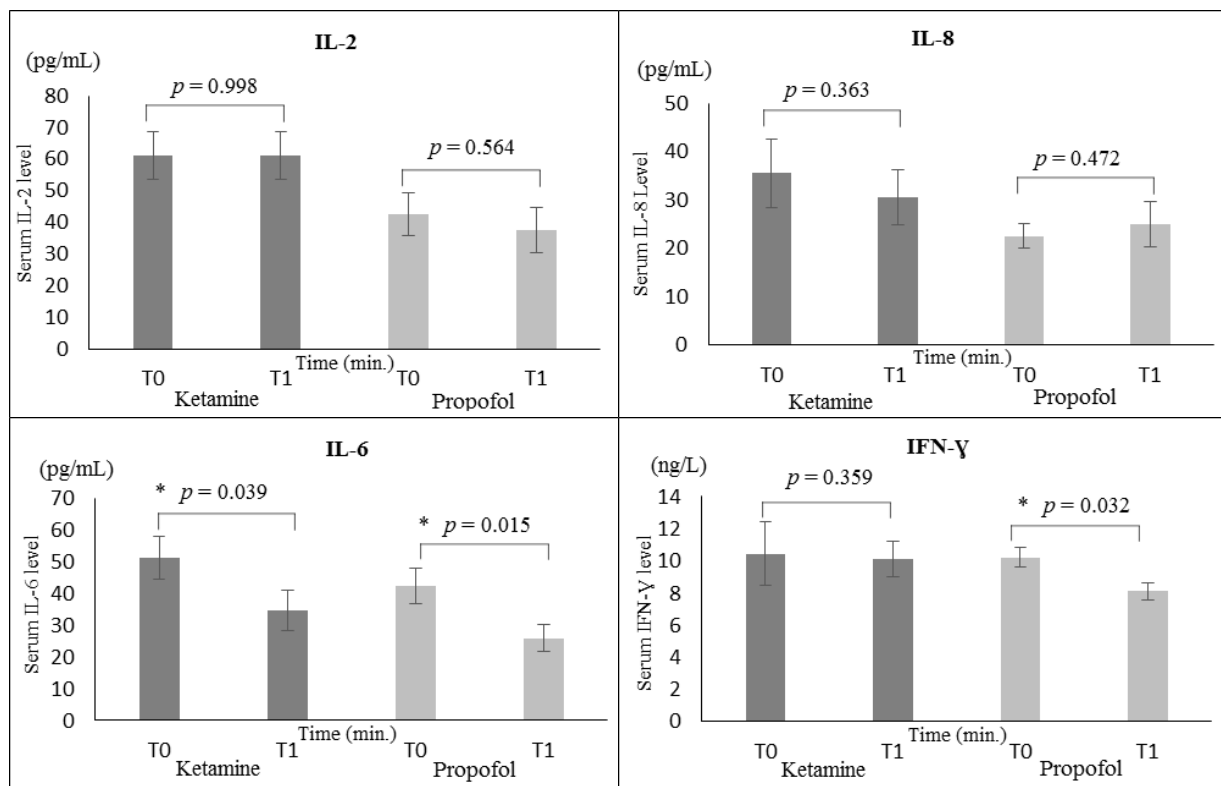 IL-2
(pg/mL)
p = 0.998
p = 0.564
Serum IL-2 level
80
70
60
50
40
30
20
10
0
Time (min.)
T0 T1 T0 T1
Ketamine Propofol
IL-8
(pg/mL)
p = 0.363
p = 0.472
Serum IL-8 Level
50
40
30
20
10
0
Time (min.)
T0 T1 T0 T1
Ketamine Propofol
IL-6
(pg/mL)
* p = 0.039
* p = 0.015
Serum IL-6 level
70
60
50
40
30
20
10
0
Time (min.)
T0 T1 T0 T1
Ketamine Propofol
IFN-Ɣ
(ng/L)
p = 0.359
* p = 0.032
Serum IFN-Ɣ level
14
12
10
8
6
4
2
0
Time (min.)
T0 T1 T0 T1
Ketamine Propofol